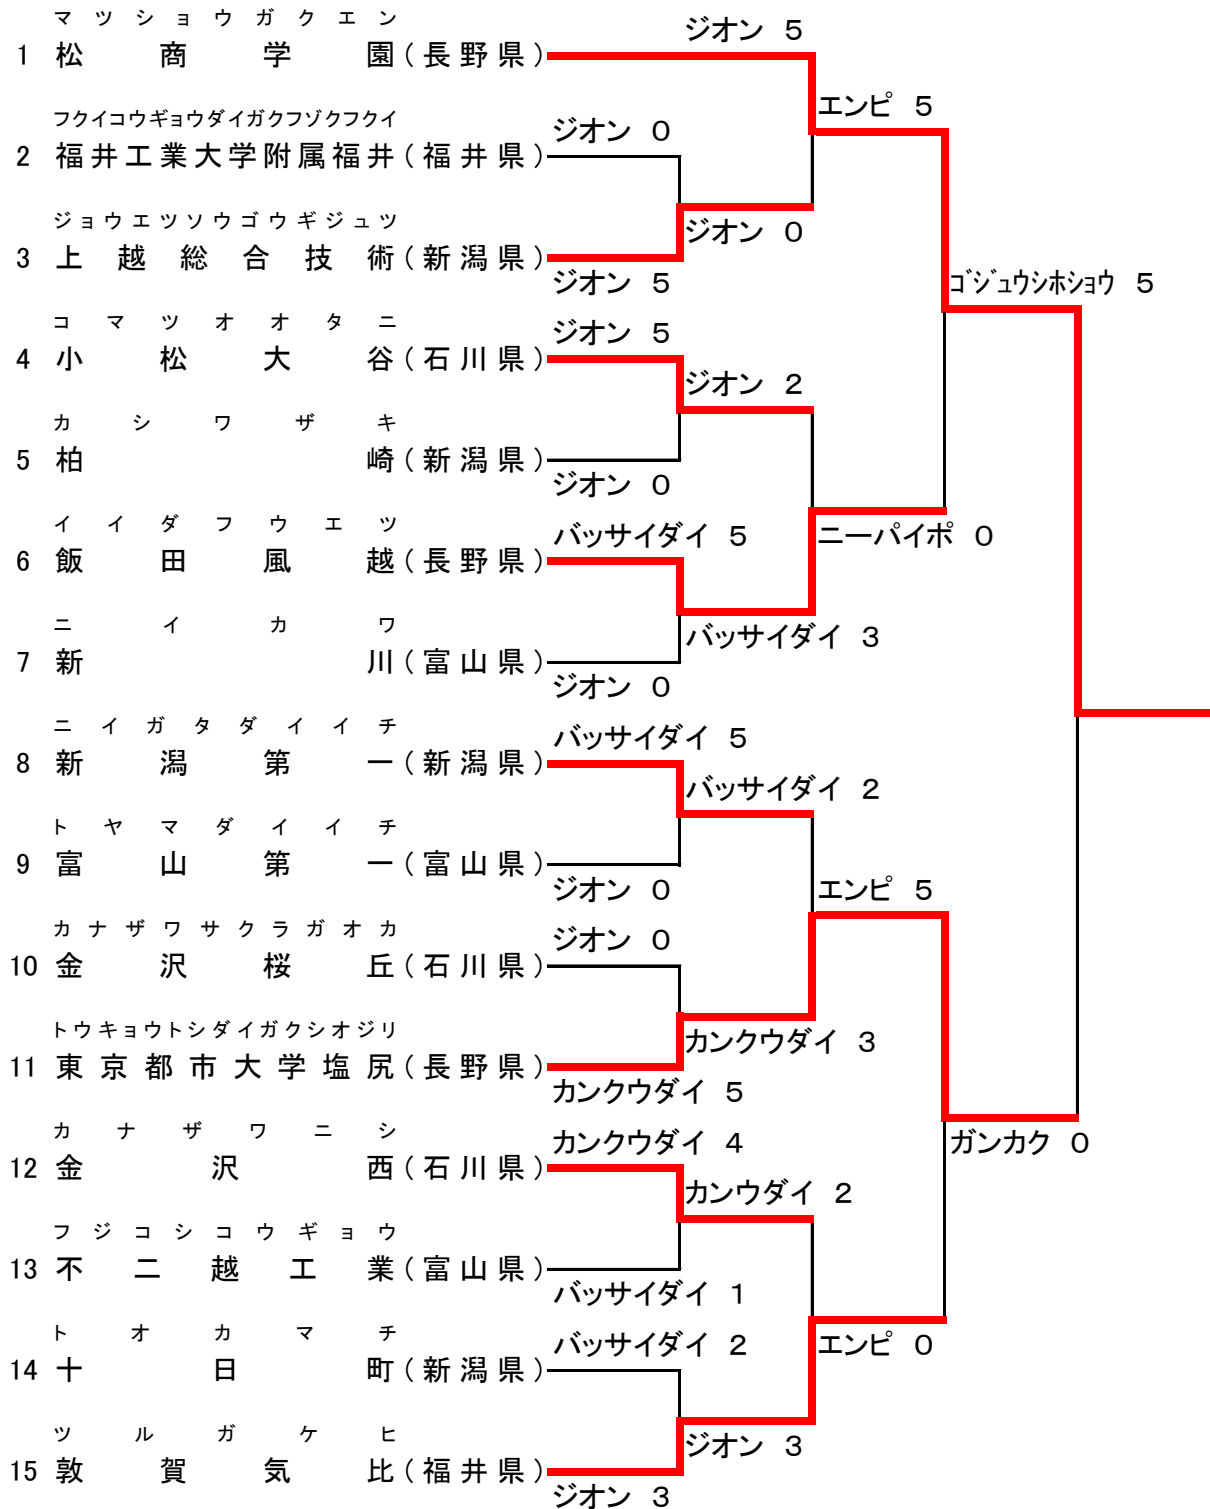 マツショウガクエン
1 松商学園(長野県)
ジオン 5
エンピ 5
フクイコウギョウダイガクフゾクフクイ
2 福井工業大学附属福井(福井県)
ジオン 0
ジオン 0
ジョウエツソウゴウギジュツ
3 上越総合技術(新潟県)
ジオン 5
ゴジュウシホショウ 5
コマツオオタニ
4 小松大谷(石川県)
ジオン 5
ジオン 2
カシワザキ
5 柏崎(新潟県)
ジオン 0
イイダフウエツ
6 飯田風越(長野県)
バッサイダイ 5
ニーパイポ 0
ニイカワ
7 新川(富山県)
バッサイダイ 3
ジオン 0
ニイガタダイイチ
8 新潟第一(新潟県)
バッサイダイ 5
バッサイダイ 2
トヤマダイイチ
9 富山第一(富山県)
ジオン 0
エンピ 5
カナザワサクラガオカ
10 金沢桜丘(石川県)
ジオン 0
トウキョウトシダイガクシオジリ
11 東京都市大学塩尻(長野県)
カンクウダイ 3
カンクウダイ 5
カナザワニシ
12 金沢西(石川県)
カンクウダイ 4
ガンカク 0
カンウダイ 2
フジコシコウギョウ
13 不二越工業(富山県)
バッサイダイ 1
トオカマチ
14 十日町(新潟県)
バッサイダイ 2
エンピ 0
ツルガケヒ
15 敦賀気比(福井県)
ジオン 3
ジオン 3